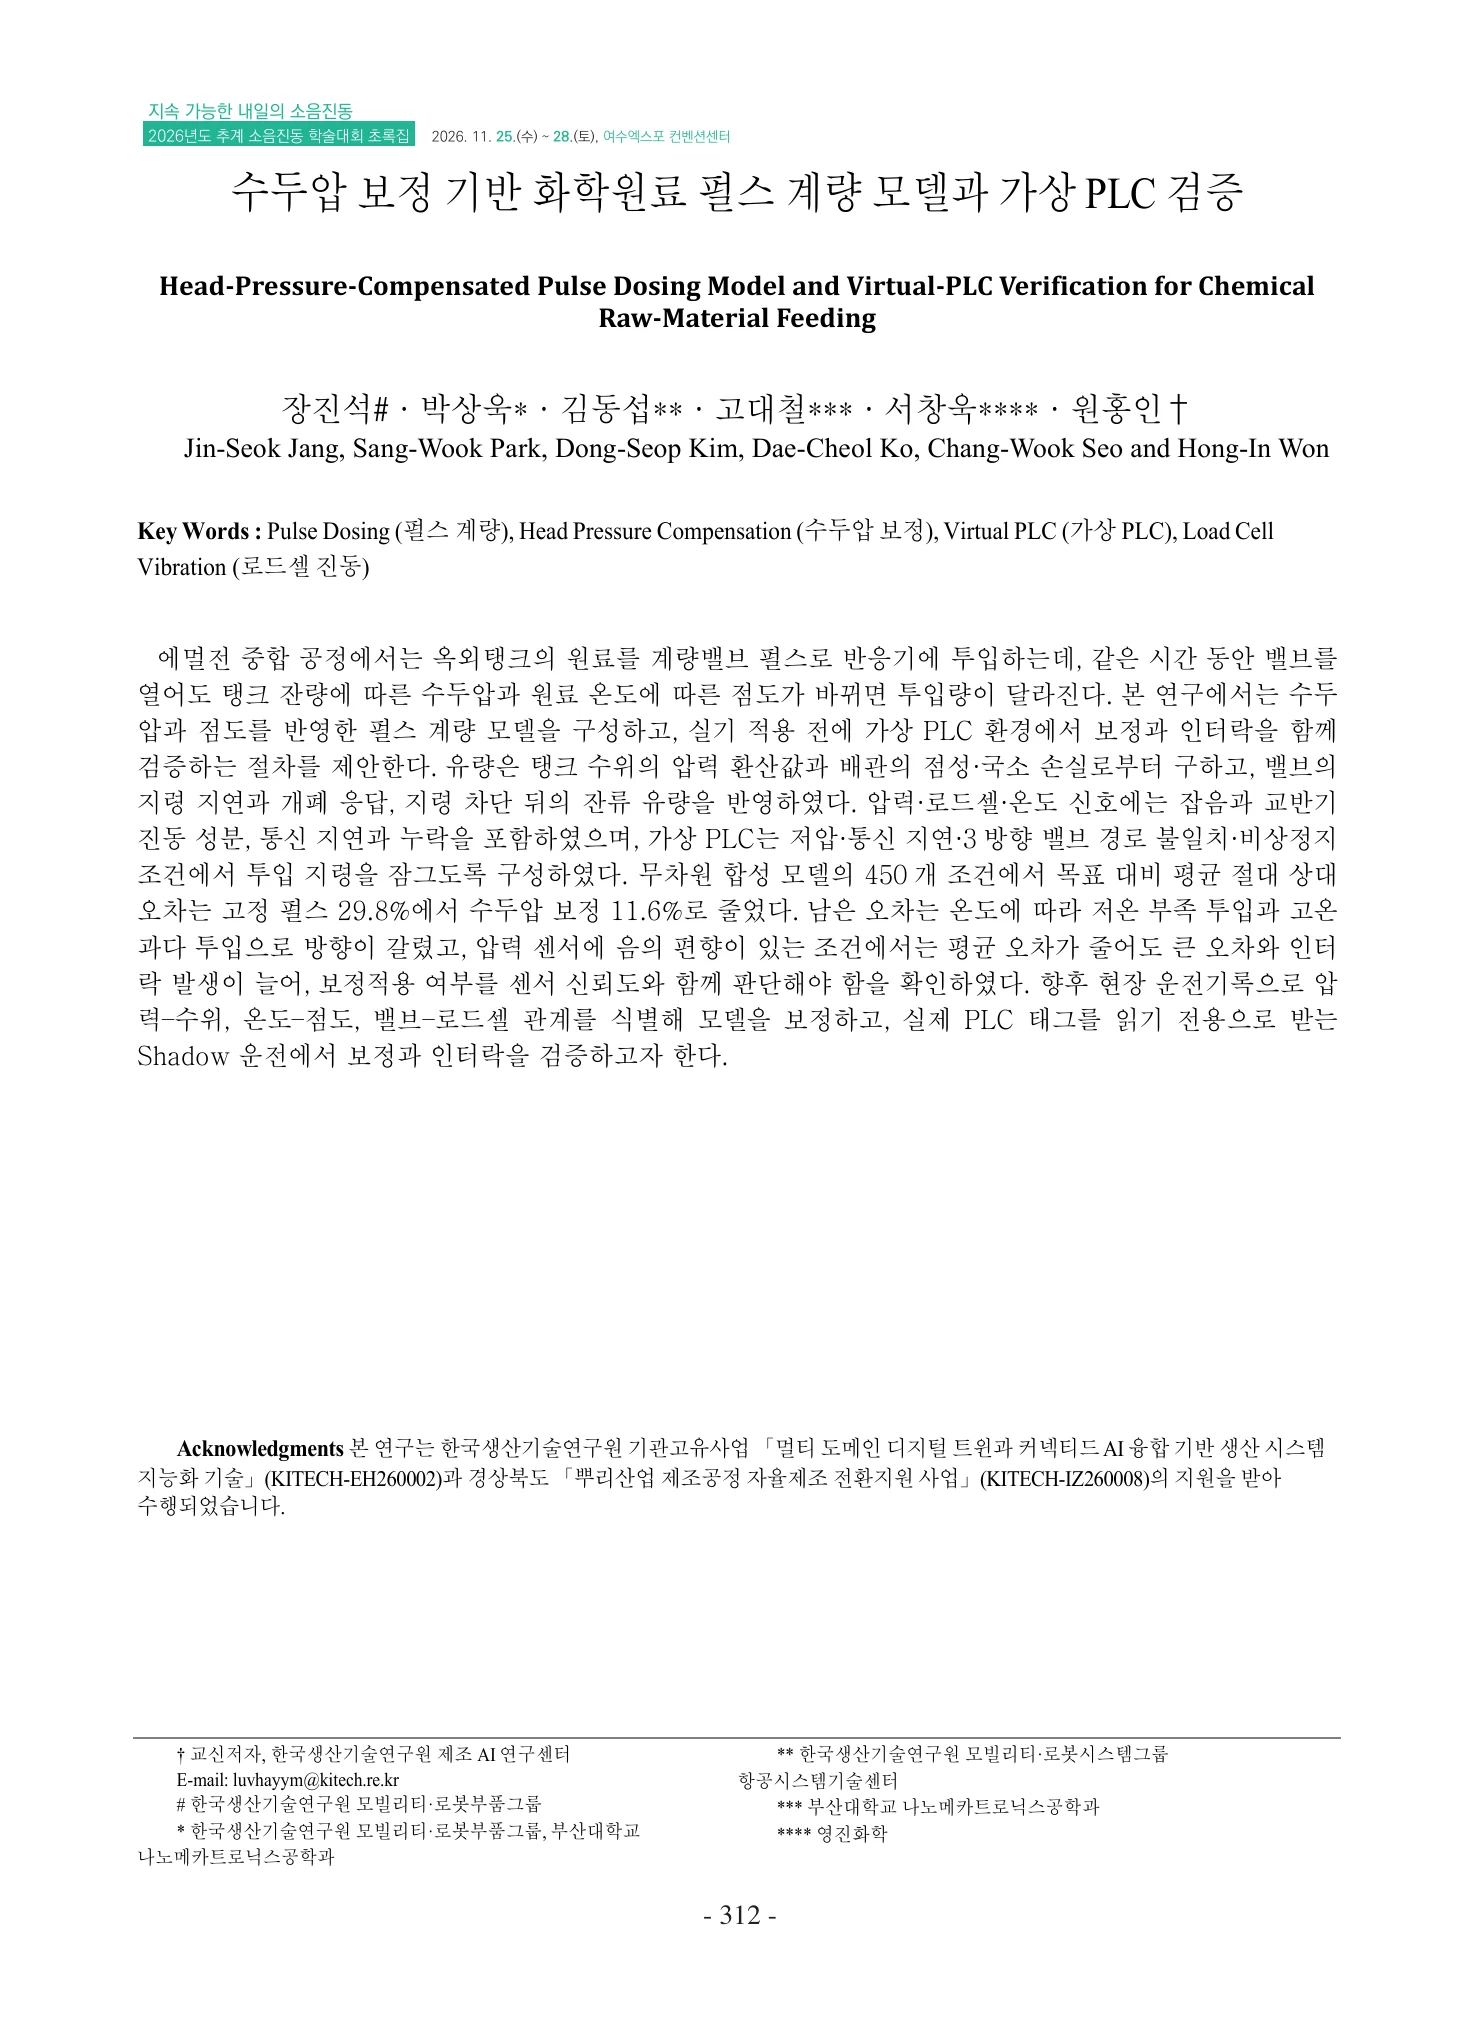 지속 가능한 내일의 소음진동
2026년도 추계 소음진동 학술대회 초록집 2026. 11. 25.(수) ~ 28.(토), 여수엑스포 컨벤션센터
수두압 보정 기반 화학원료 펄스 계량 모델과 가상 PLC 검증
Head-Pressure-Compensated Pulse Dosing Model and Virtual-PLC Verification for Chemical
Raw-Material Feeding
장진석# · 박상욱* · 김동섭** · 고대철*** · 서창욱**** · 원홍인†
Jin-Seok Jang, Sang-Wook Park, Dong-Seop Kim, Dae-Cheol Ko, Chang-Wook Seo and Hong-In Won
Key Words : Pulse Dosing (펄스 계량), Head Pressure Compensation (수두압 보정), Virtual PLC (가상 PLC), Load Cell
Vibration (로드셀 진동)
에멀전 중합 공정에서는 옥외탱크의 원료를 계량밸브 펄스로 반응기에 투입하는데, 같은 시간 동안 밸브를
열어도 탱크 잔량에 따른 수두압과 원료 온도에 따른 점도가 바뀌면 투입량이 달라진다. 본 연구에서는 수두
압과 점도를 반영한 펄스 계량 모델을 구성하고, 실기 적용 전에 가상 PLC 환경에서 보정과 인터락을 함께
검증하는 절차를 제안한다. 유량은 탱크 수위의 압력 환산값과 배관의 점성·국소 손실로부터 구하고, 밸브의
지령 지연과 개폐 응답, 지령 차단 뒤의 잔류 유량을 반영하였다. 압력·로드셀·온도 신호에는 잡음과 교반기
진동 성분, 통신 지연과 누락을 포함하였으며, 가상 PLC는 저압·통신 지연·3 방향 밸브 경로 불일치·비상정지
조건에서 투입 지령을 잠그도록 구성하였다. 무차원 합성 모델의 450 개 조건에서 목표 대비 평균 절대 상대
오차는 고정 펄스 29.8%에서 수두압 보정 11.6%로 줄었다. 남은 오차는 온도에 따라 저온 부족 투입과 고온
과다 투입으로 방향이 갈렸고, 압력 센서에 음의 편향이 있는 조건에서는 평균 오차가 줄어도 큰 오차와 인터
락 발생이 늘어, 보정적용 여부를 센서 신뢰도와 함께 판단해야 함을 확인하였다. 향후 현장 운전기록으로 압
력–수위, 온도–점도, 밸브–로드셀 관계를 식별해 모델을 보정하고, 실제 PLC 태그를 읽기 전용으로 받는
Shadow 운전에서 보정과 인터락을 검증하고자 한다.
Acknowledgments 본 연구는 한국생산기술연구원 기관고유사업 「멀티 도메인 디지털 트윈과 커넥티드 AI 융합 기반 생산 시스템
지능화 기술」(KITECH-EH260002)과 경상북도 「뿌리산업 제조공정 자율제조 전환지원 사업」(KITECH-IZ260008)의 지원을 받아
수행되었습니다.
† 교신저자, 한국생산기술연구원 제조 AI 연구센터
E-mail: luvhayym@kitech.re.kr
# 한국생산기술연구원 모빌리티·로봇부품그룹
* 한국생산기술연구원 모빌리티·로봇부품그룹, 부산대학교
나노메카트로닉스공학과
** 한국생산기술연구원 모빌리티·로봇시스템그룹
항공시스템기술센터
*** 부산대학교 나노메카트로닉스공학과
**** 영진화학
- 312 -